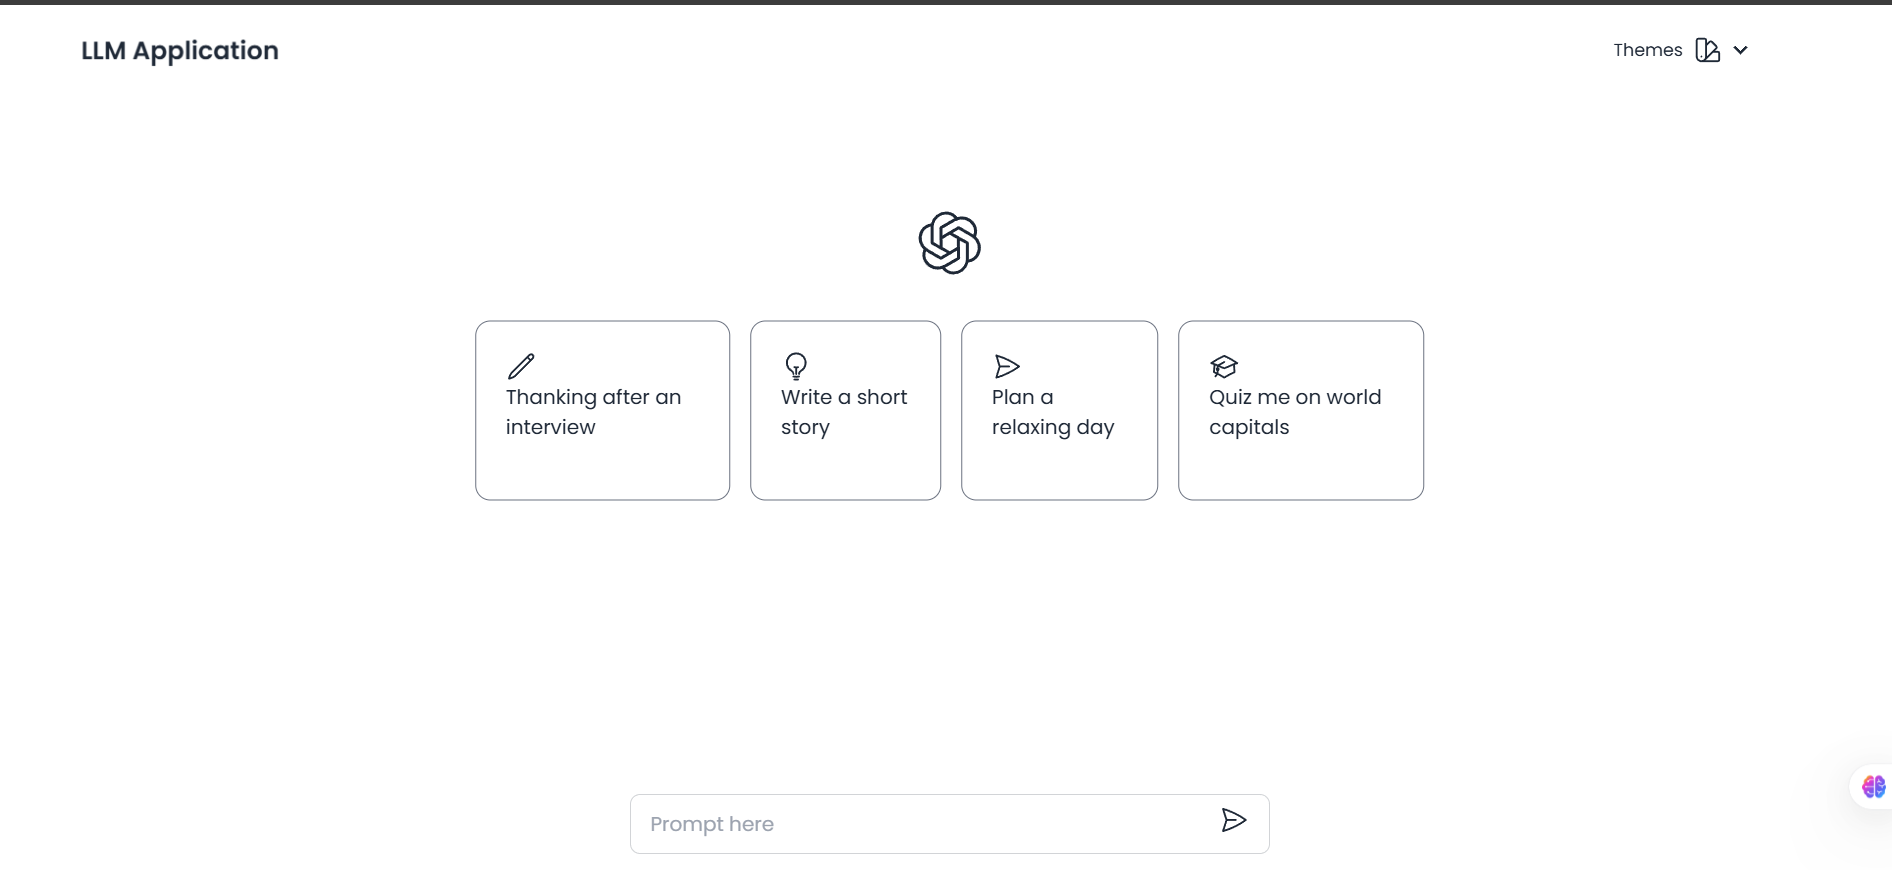 LLM Application
Themes
Thanking after an
interview
Write a short
story
Plan a
relaxing day
Quiz me on world
capitals
Prompt here